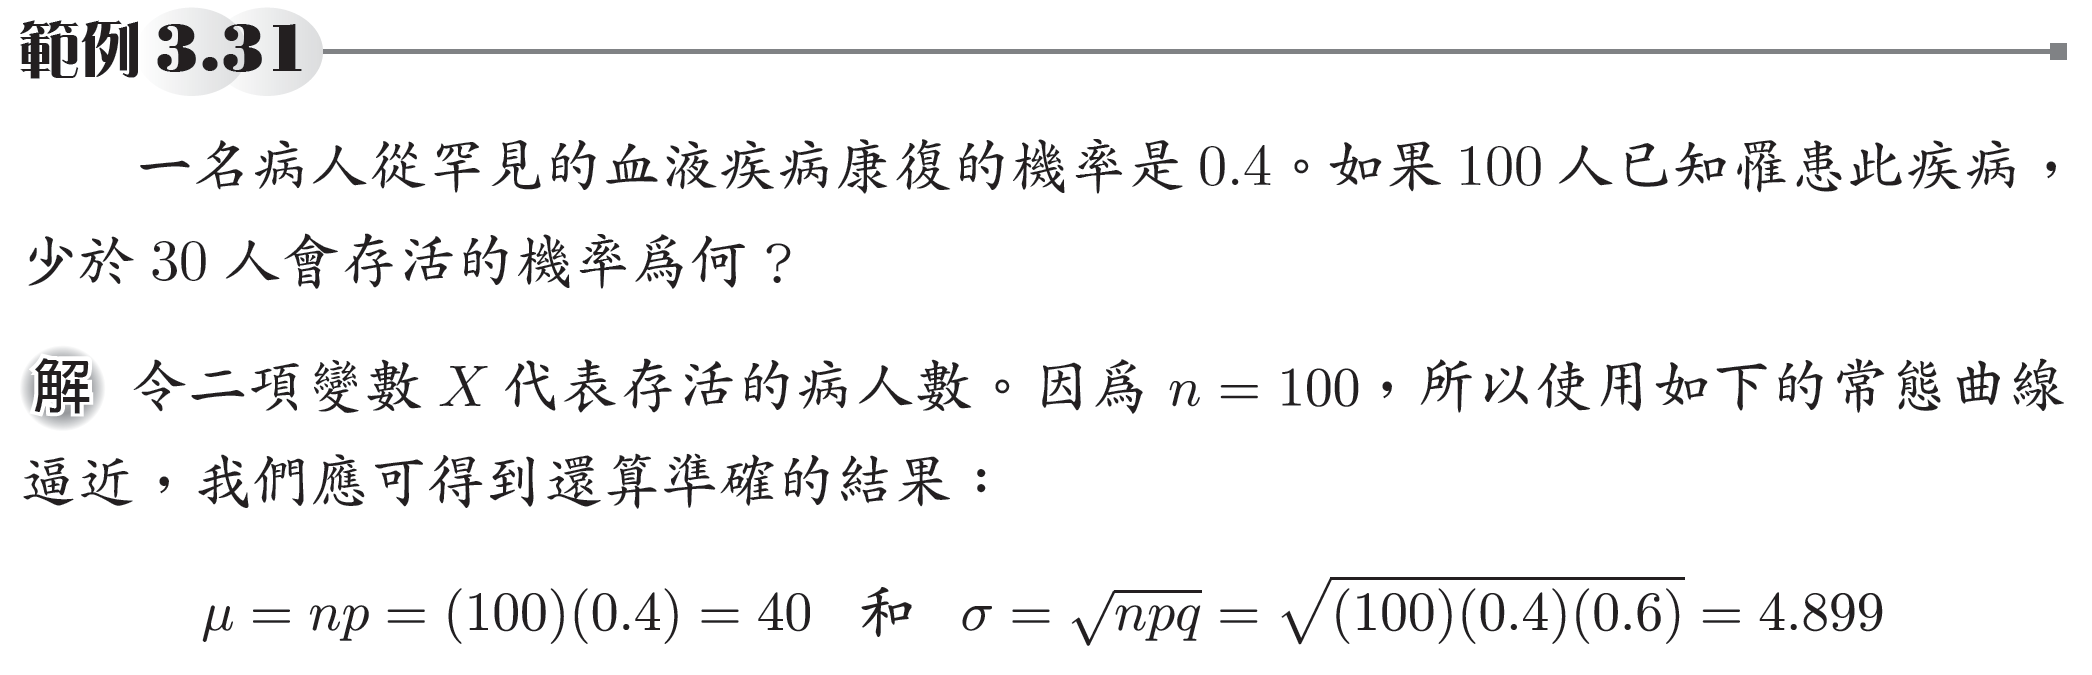 範例 3.31
一名病人從罕見的血液疾病康復的機率是 0.4。如果 100 人已知罹患此疾病，
少於 30 人會存活的機率爲何？
解 令二項變數 X 代表存活的病人數。因爲 n = 100，所以使用如下的常態曲線
逼近，我們應可得到還算準確的結果：
μ = np = (100)(0.4) = 40 和 σ = √npq = √(100)(0.4)(0.6) = 4.899